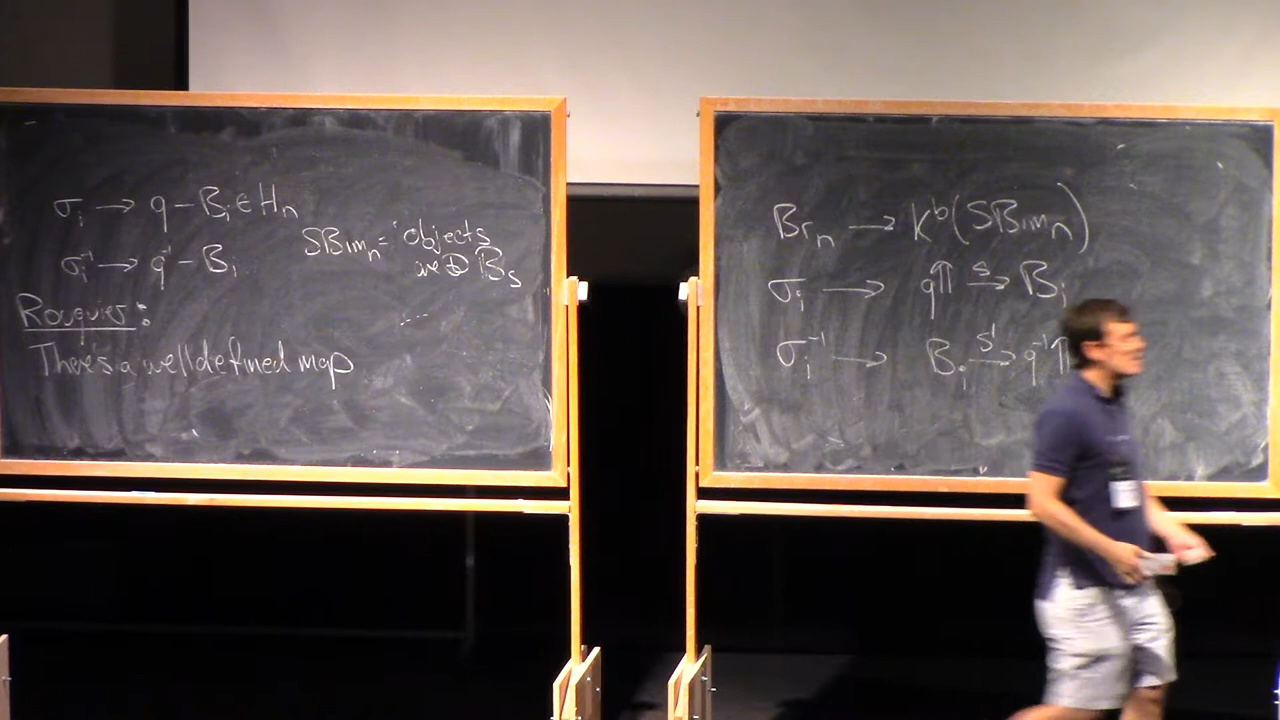 σᵢ → q − Bᵢ ∈ Hₙ
σᵢ⁻¹ → q⁻¹ − Bᵢ
SBimₙ = objects
are ⊕ Bₛ
Rouquier:
There's a well defined map
Brₙ → Kᵇ(SBimₙ)
σᵢ → q𝟙 →ˢ Bᵢ
σᵢ⁻¹ → Bᵢ → q⁻¹𝟙